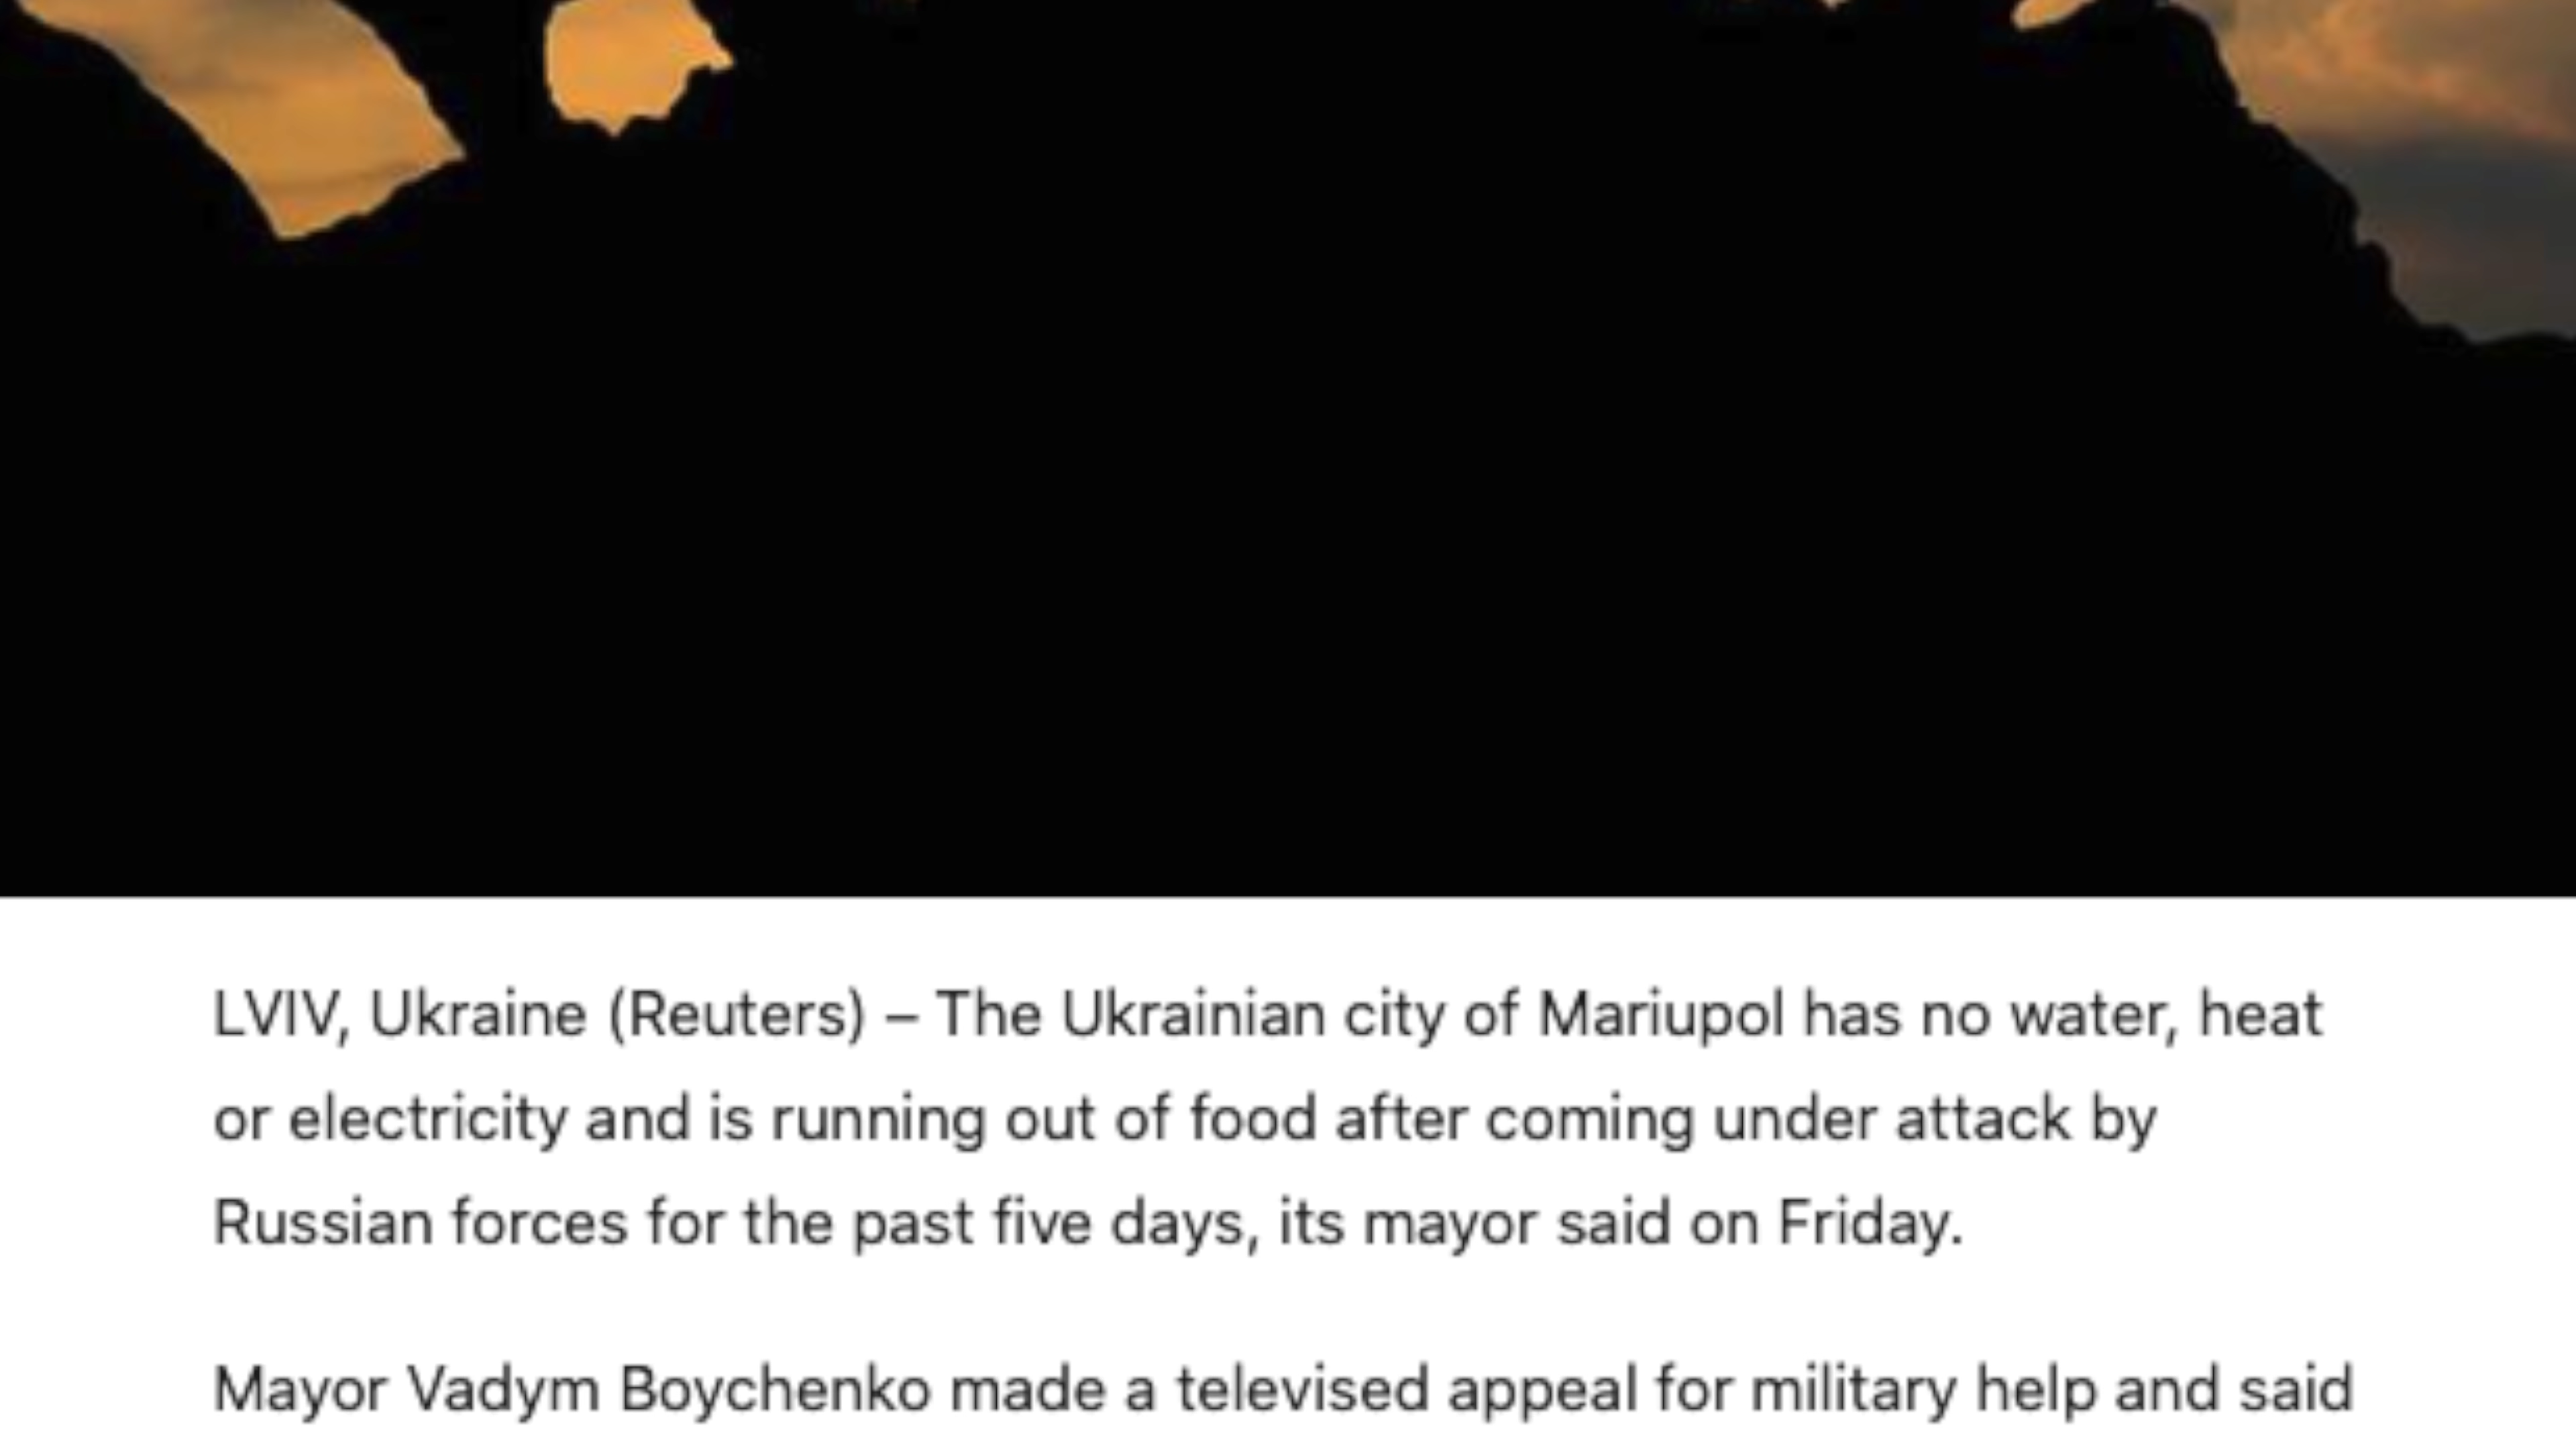 LVIV, Ukraine (Reuters) – The Ukrainian city of Mariupol has no water, heat
or electricity and is running out of food after coming under attack by
Russian forces for the past five days, its mayor said on Friday.
Mayor Vadym Boychenko made a televised appeal for military help and said